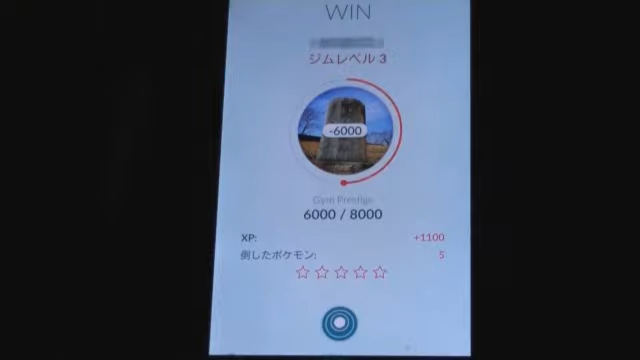 WIN
ジムレベル 3
-6000
Gym Prestige
6000 / 8000
XP: +1100
倒したポケモン: 5